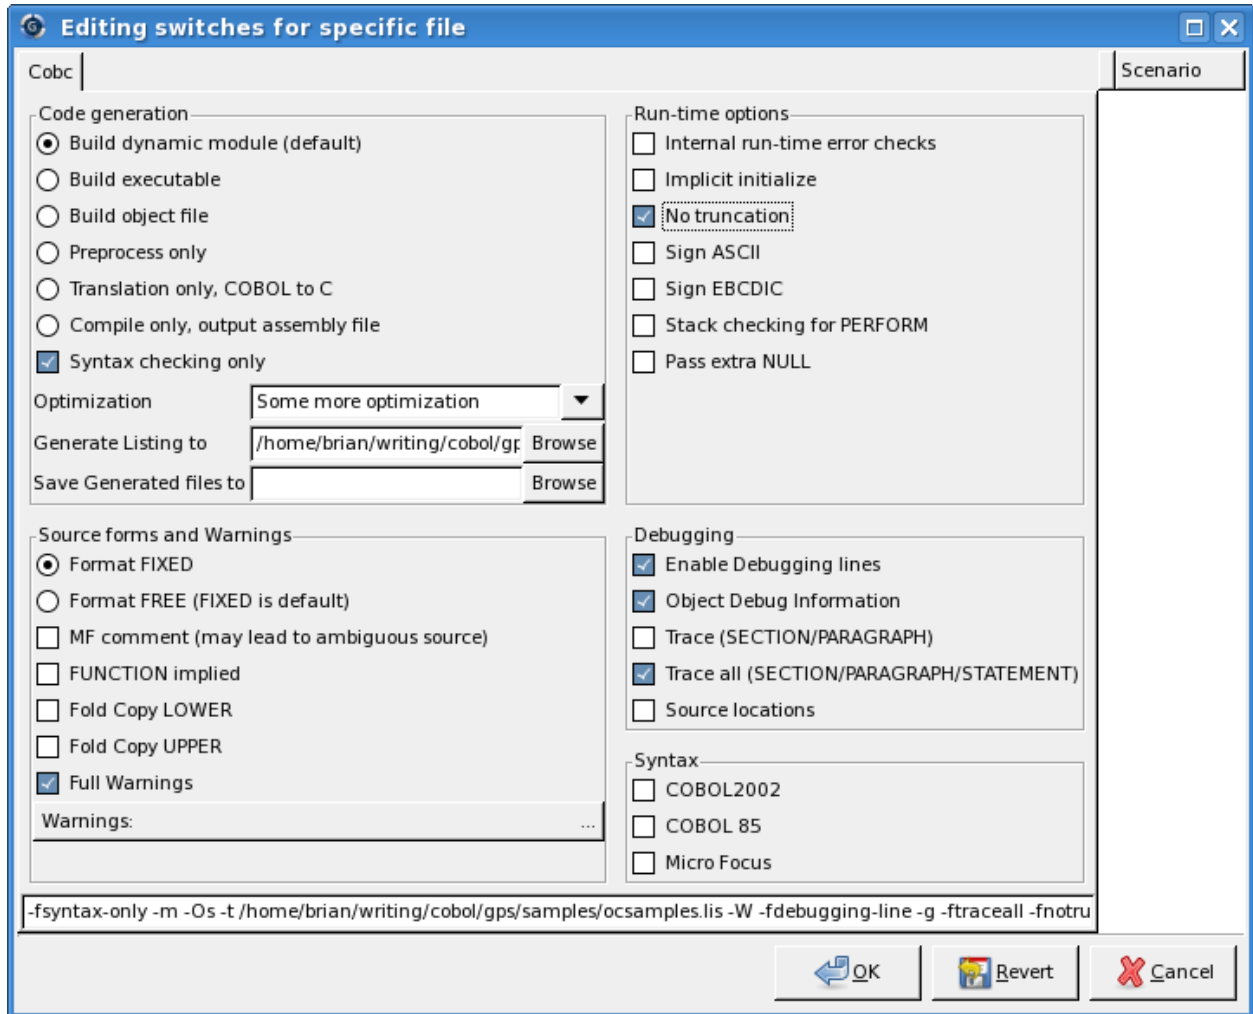 Editing switches for specific file
Cobc
Scenario
Code generation
Build dynamic module (default)
Build executable
Build object file
Preprocess only
Translation only, COBOL to C
Compile only, output assembly file
Syntax checking only
Optimization Some more optimization
Generate Listing to /home/brian/writing/cobol/gp Browse
Save Generated files to Browse
Run-time options
Internal run-time error checks
Implicit initialize
No truncation
Sign ASCII
Sign EBCDIC
Stack checking for PERFORM
Pass extra NULL
Source forms and Warnings
Format FIXED
Format FREE (FIXED is default)
MF comment (may lead to ambiguous source)
FUNCTION implied
Fold Copy LOWER
Fold Copy UPPER
Full Warnings
Warnings: ...
Debugging
Enable Debugging lines
Object Debug Information
Trace (SECTION/PARAGRAPH)
Trace all (SECTION/PARAGRAPH/STATEMENT)
Source locations
Syntax
COBOL2002
COBOL 85
Micro Focus
-fsyntax-only -m -Os -t /home/brian/writing/cobol/gps/samples/ocsamples.lis -W -fdebugging-line -g -ftraceall -fnotru
OK Revert Cancel